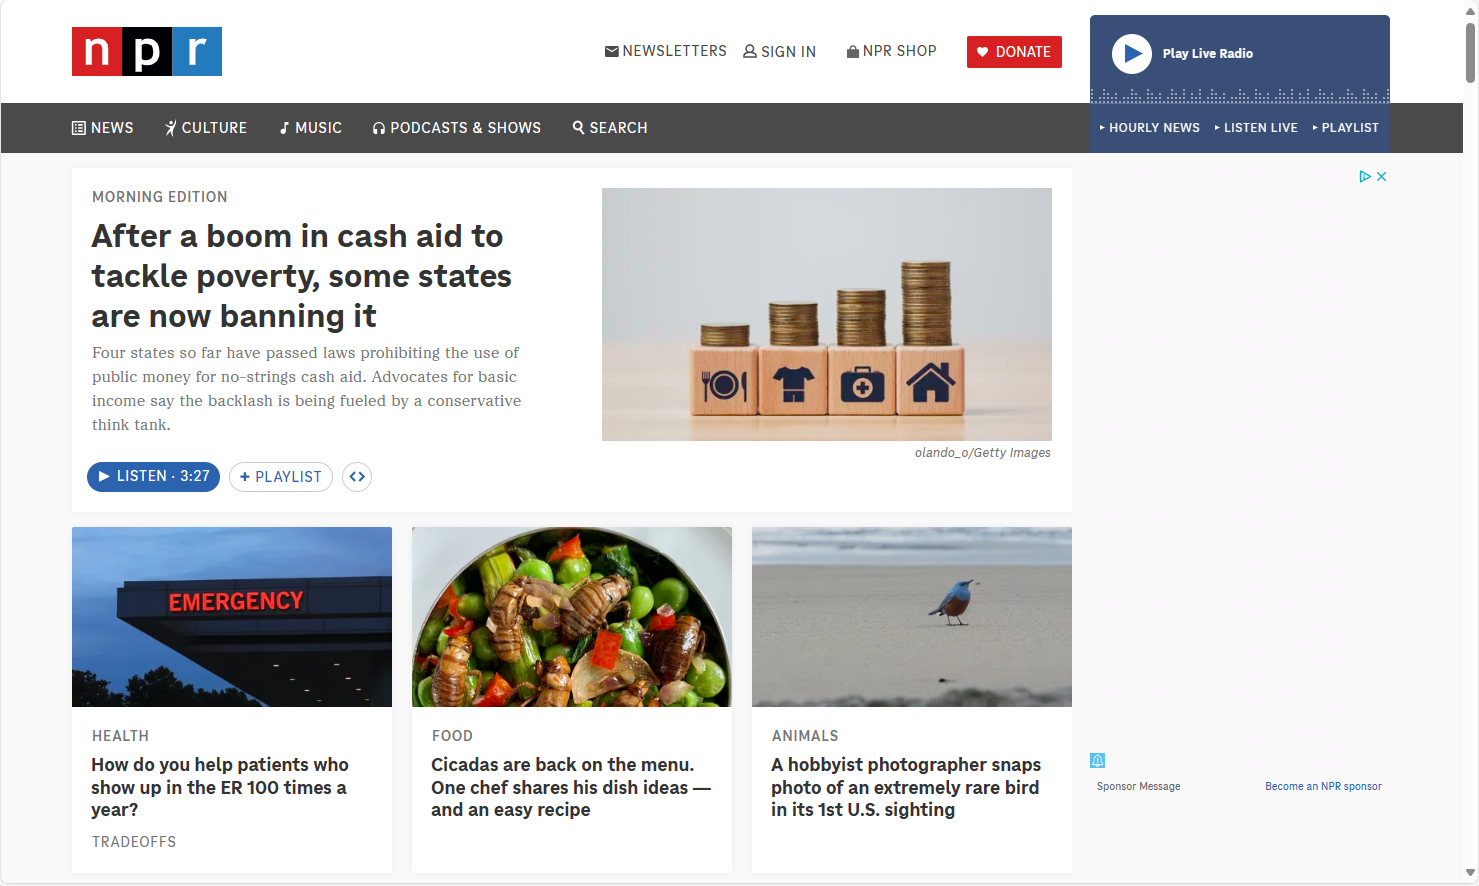 npr
NEWSLETTERS
SIGN IN
NPR SHOP
DONATE
Play Live Radio
NEWS
CULTURE
MUSIC
PODCASTS & SHOWS
SEARCH
HOURLY NEWS
LISTEN LIVE
PLAYLIST
MORNING EDITION
After a boom in cash aid to
tackle poverty, some states
are now banning it
Four states so far have passed laws prohibiting the use of
public money for no-strings cash aid. Advocates for basic
income say the backlash is being fueled by a conservative
think tank.
LISTEN · 3:27
+ PLAYLIST
olando_o/Getty Images
EMERGENCY
HEALTH
How do you help patients who
show up in the ER 100 times a
year?
TRADEOFFS
FOOD
Cicadas are back on the menu.
One chef shares his dish ideas —
and an easy recipe
ANIMALS
A hobbyist photographer snaps
photo of an extremely rare bird
in its 1st U.S. sighting
Sponsor Message
Become an NPR sponsor